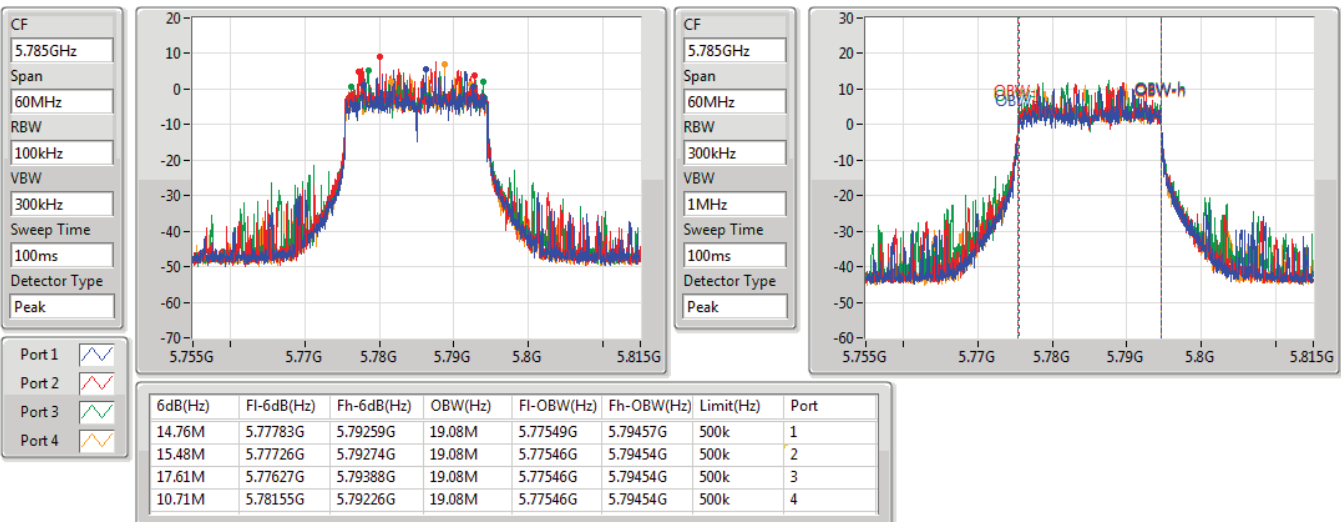 CF
5.785GHz
Span
60MHz
RBW
100kHz
VBW
300kHz
Sweep Time
100ms
Detector Type
Peak
Port 1
Port 2
Port 3
Port 4
20
10
0
-10
-20
-30
-40
-50
-60
-70
5.755G 5.77G 5.78G 5.79G 5.8G 5.815G
CF
5.785GHz
Span
60MHz
RBW
300kHz
VBW
1MHz
Sweep Time
100ms
Detector Type
Peak
30
20
10
0
-10
-20
-30
-40
-50
-60
OBW-h
5.755G 5.77G 5.78G 5.79G 5.8G 5.815G
6dB(Hz) Fl-6dB(Hz) Fh-6dB(Hz) OBW(Hz) Fl-OBW(Hz) Fh-OBW(Hz) Limit(Hz) Port
14.76M 5.77783G 5.79259G 19.08M 5.77549G 5.79457G 500k 1
15.48M 5.77726G 5.79274G 19.08M 5.77546G 5.79454G 500k 2
17.61M 5.77627G 5.79388G 19.08M 5.77546G 5.79454G 500k 3
10.71M 5.78155G 5.79226G 19.08M 5.77546G 5.79454G 500k 4